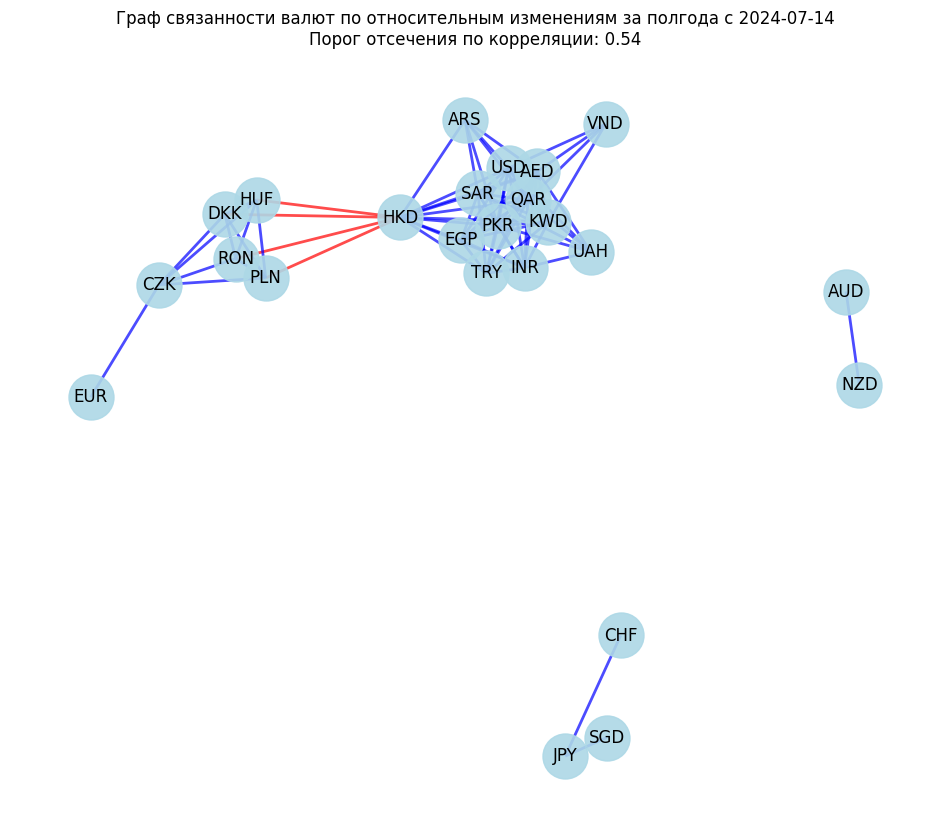 Граф связанности валют по относительным изменениям за полгода с 2024-07-14
Порог отсечения по корреляции: 0.54
ARS
VND
USD
AED
SAR
QAR
HUF
DKK
HKD
PKR
KWD
EGP
UAH
RON
TRY
INR
PLN
CZK
AUD
NZD
EUR
CHF
SGD
JPY